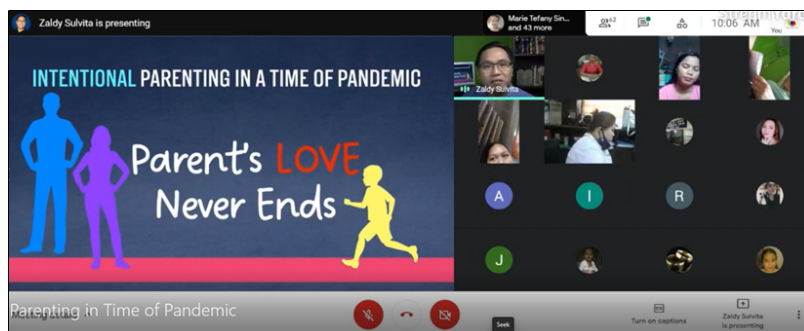 Zaldy Sulvita is presenting
Marie Tefany Sin...
and 43 more
62
10:06 AM
You
StreamYard
INTENTIONAL PARENTING IN A TIME OF PANDEMIC
Parent's LOVE
Never Ends
Zaldy Sulvita
A
I
R
J
Parenting in Time of Pandemic
Seek
Turn on captions
Zaldy Sulvita
is presenting